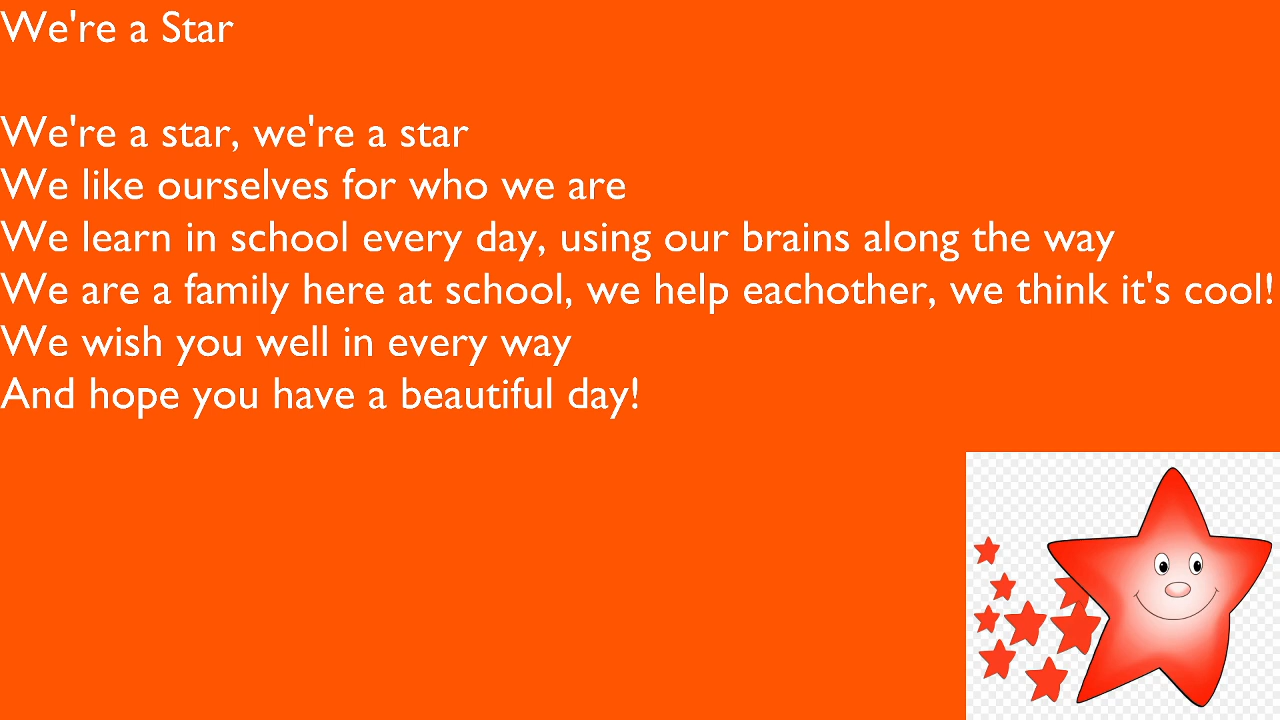 We're a Star
We're a star, we're a star
We like ourselves for who we are
We learn in school every day, using our brains along the way
We are a family here at school, we help eachother, we think it's cool!
We wish you well in every way
And hope you have a beautiful day!